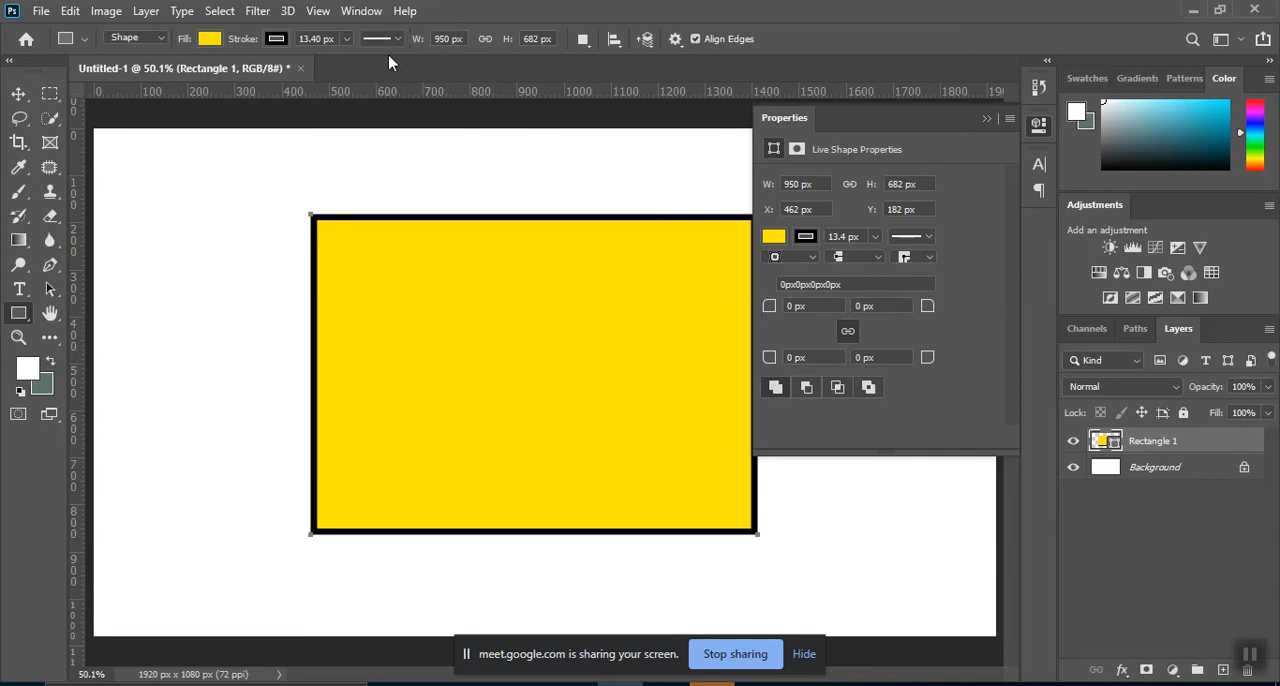 Ps File Edit Image Layer Type Select Filter 3D View Window Help
Shape Fill: Stroke: 13.40 px W: 950 px H: 682 px Align Edges
Untitled-1 @ 50.1% (Rectangle 1, RGB/8#) * ×
0 100 200 300 400 500 600 700 800 900 1000 1100 1200 1300 1400 1500 1600 1700 1800
Properties
Live Shape Properties
W: 950 px H: 682 px
X: 462 px Y: 182 px
13.4 px
0px0px0px0px
0 px 0 px
0 px 0 px
Swatches Gradients Patterns Color
Adjustments
Add an adjustment
Channels Paths Layers
Kind
Normal Opacity: 100%
Lock: Fill: 100%
Rectangle 1
Background
meet.google.com is sharing your screen. Stop sharing Hide
50.1% 1920 px x 1080 px (72 ppi)